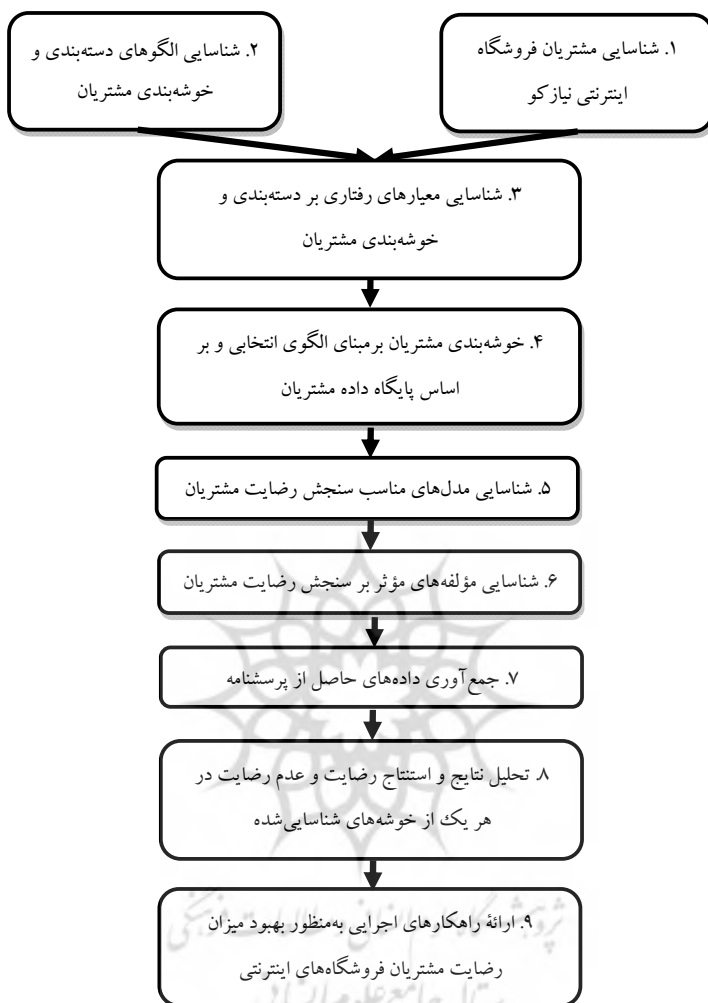 ۱. شناسایی مشتریان فروشگاه
اینترنتی نیازکو
۲. شناسایی الگوهای دسته‌بندی و
خوشه‌بندی مشتریان
۳. شناسایی معیارهای رفتاری بر دسته‌بندی و
خوشه‌بندی مشتریان
۴. خوشه‌بندی مشتریان برمبنای الگوی انتخابی و بر
اساس پایگاه داده مشتریان
۵. شناسایی مدل‌های مناسب سنجش رضایت مشتریان
۶. شناسایی مؤلفه‌های مؤثر بر سنجش رضایت مشتریان
۷. جمع‌آوری داده‌های حاصل از پرسشنامه
۸. تحلیل نتایج و استنتاج رضایت و عدم رضایت در
هر یک از خوشه‌های شناسایی‌شده
۹. ارائهٔ راهکارهای اجرایی به‌منظور بهبود میزان
رضایت مشتریان فروشگاه‌های اینترنتی